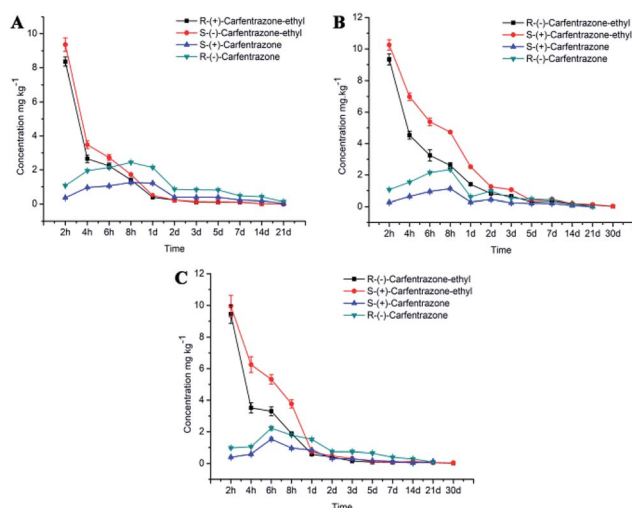 A
R-(+)-Carfentrazone-ethyl
S-(-)-Carfentrazone-ethyl
S-(+)-Carfentrazone
R-(-)-Carfentrazone
Concentration mg kg-1
10
8
6
4
2
0
2h 4h 6h 8h 1d 2d 3d 5d 7d 14d 21d
Time
B
R-(-)-Carfentrazone-ethyl
S-(+)-Carfentrazone-ethyl
S-(+)-Carfentrazone
R-(-)-Carfentrazone
Concentration mg.kg-1
12
10
8
6
4
2
0
2h 4h 6h 8h 1d 2d 3d 5d 7d 14d 21d 30d
Time
C
R-(-)-Carfentrazone-ethyl
S-(+)-Carfentrazone-ethyl
S-(+)-Carfentrazone
R-(-)-Carfentrazone
Concentration mg kg-1
12
10
8
6
4
2
0
2h 4h 6h 8h 1d 2d 3d 5d 7d 14d 21d 30d
Time